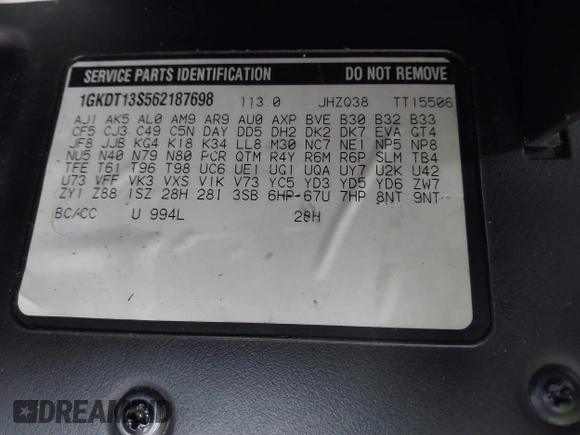 SERVICE PARTS IDENTIFICATION DO NOT REMOVE
1GKDT13S562187698 113.0 JHZQ38 TT15506
AJ1 AK5 AL0 AM9 AR9 AU0 AXP BVE B30 B32 B33
CF5 CJ3 C49 C5N DAY DD5 DH2 DK2 DK7 EVA GT4
JF8 JJB KG4 K18 K34 LL8 M30 NC7 NE1 NP5 NP8
NU5 N40 N79 N80 PCR QTM R4Y R6M R6P SLM TB4
TFE T61 T96 T98 UC6 UE1 UG1 UQA UY7 U2K U42
U73 VFF VK3 VXS V1K V73 YC5 YD3 YD5 YD6 ZW7
ZY1 Z88 1SZ 28H 28I 3SB 6HP 67U 7HP 8NT 9NT
BC/CC U 994L 28H